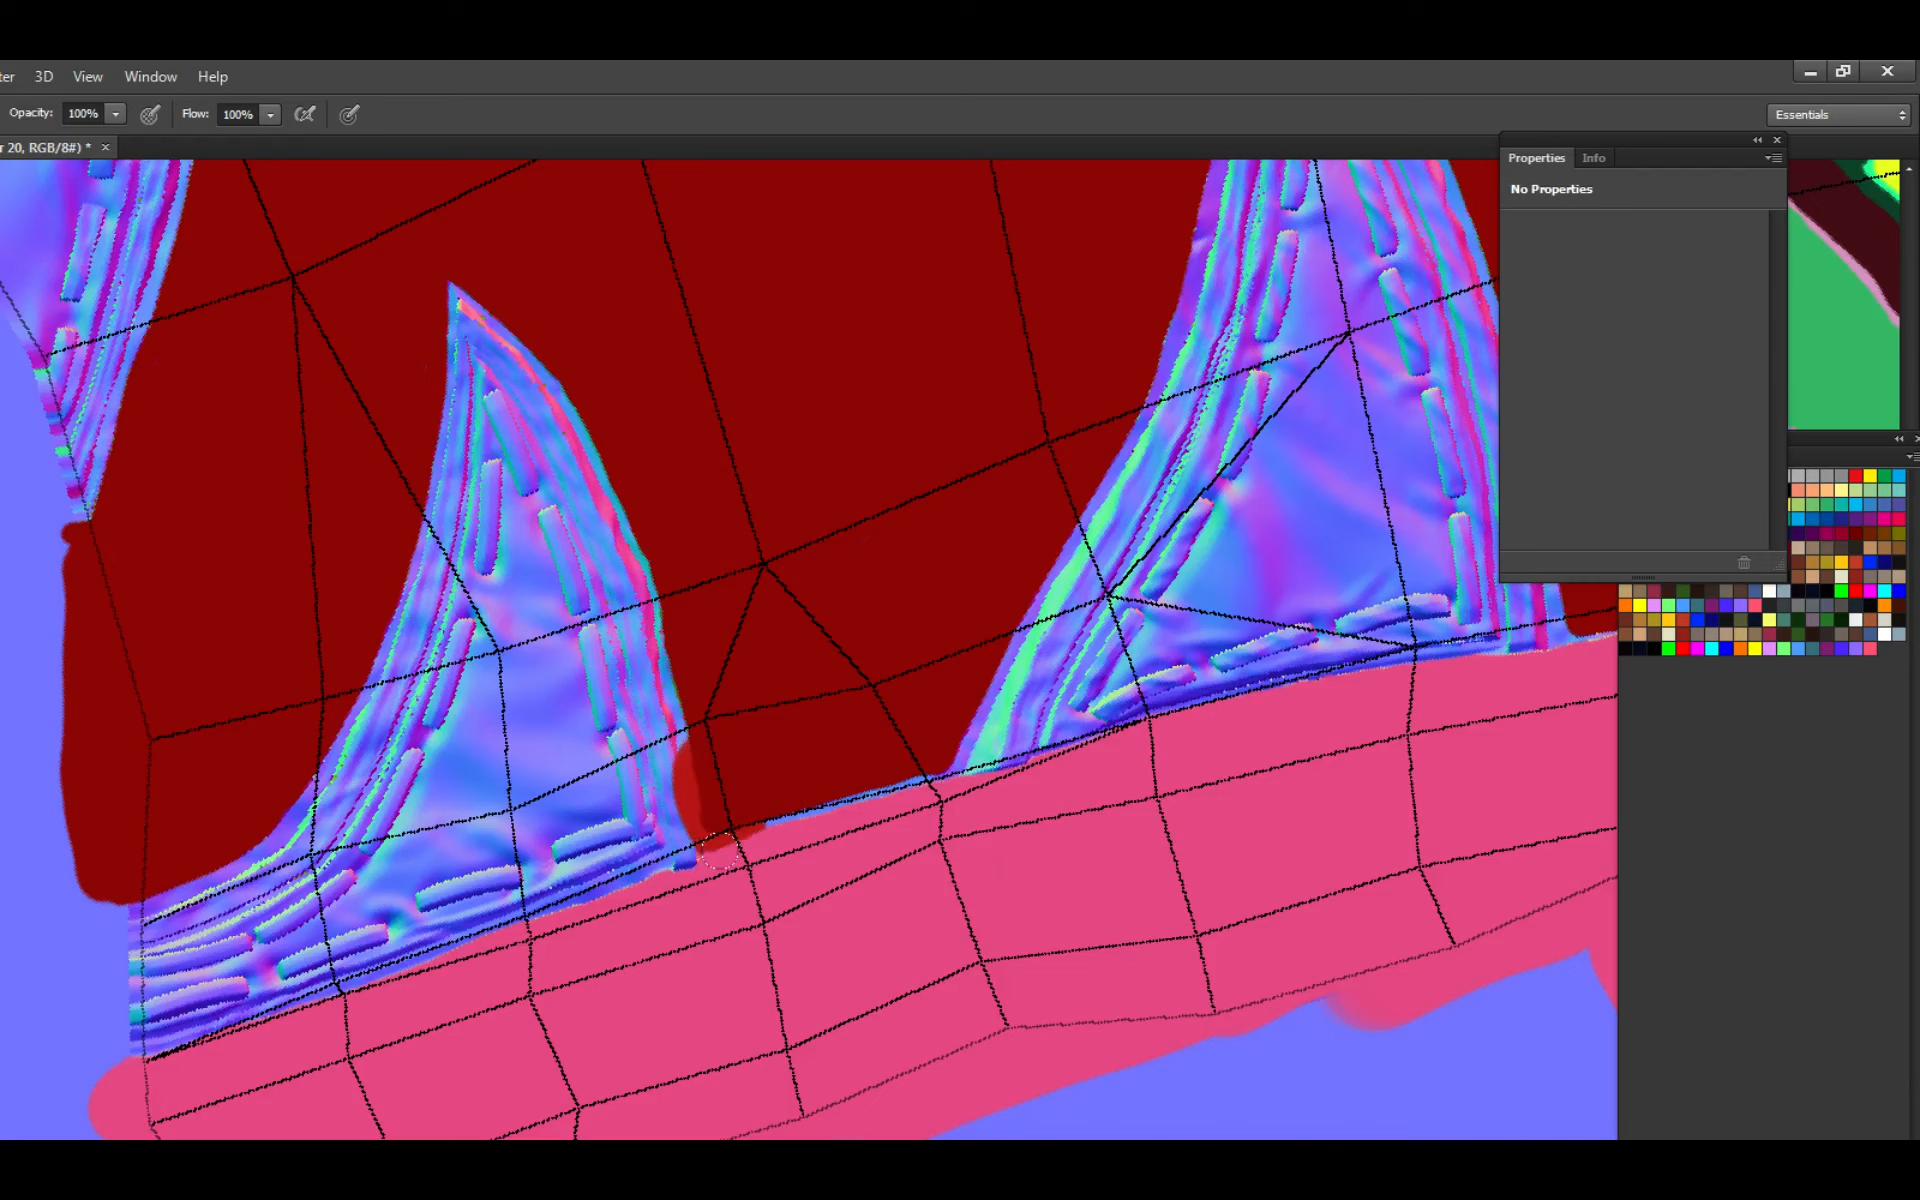 ter 3D View Window Help
Opacity: 100% Flow: 100% Essentials
r 20, RGB/8#) *
Properties Info
No Properties